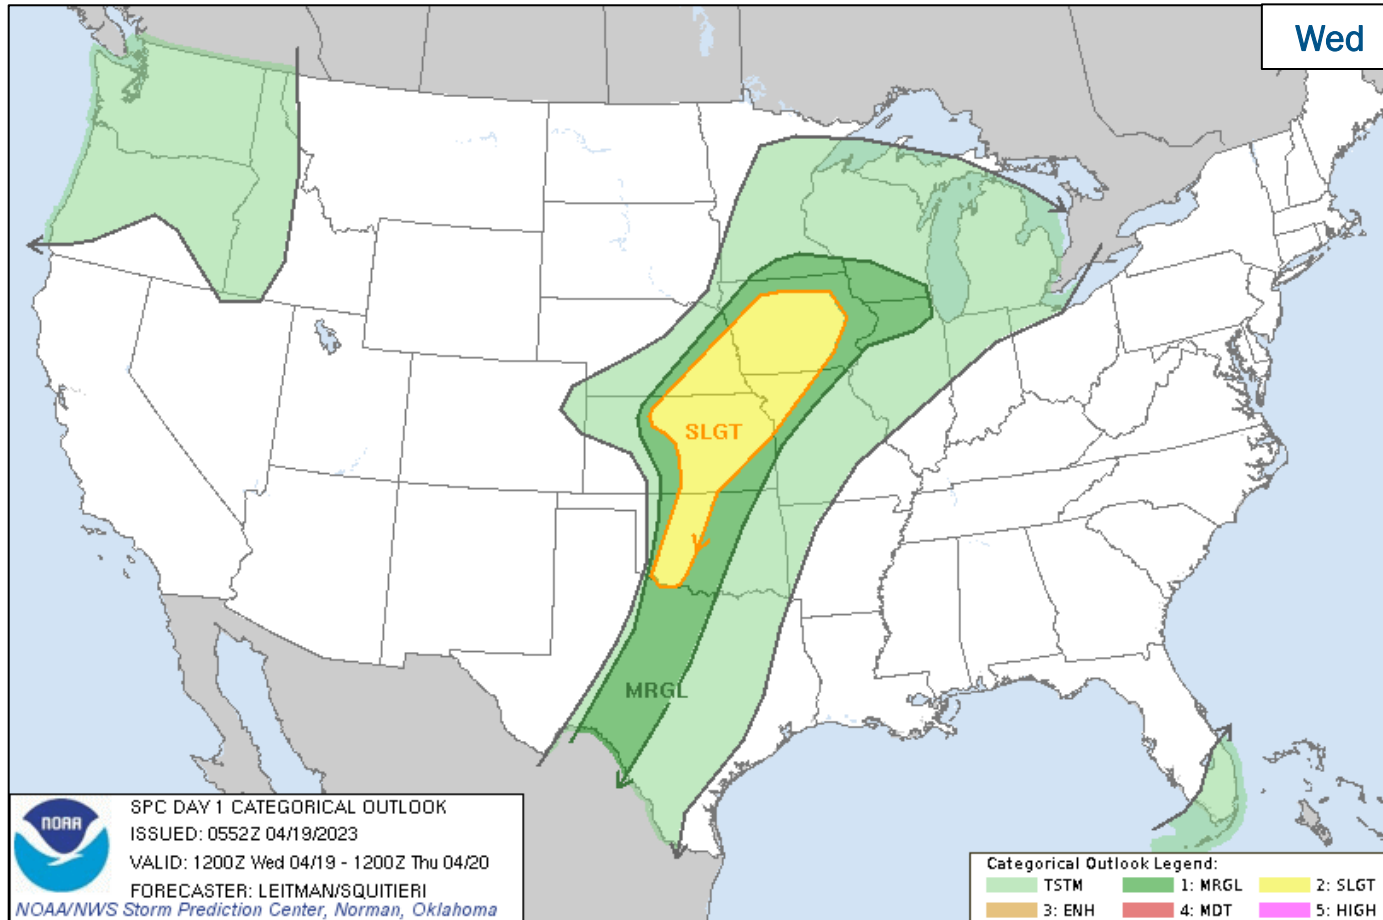 Wed
SLGT
MRGL
NOAA
SPC DAY 1 CATEGORICAL OUTLOOK
ISSUED: 0552Z 04/19/2023
VALID: 1200Z Wed 04/19 - 1200Z Thu 04/20
FORECASTER: LEITMAN/SQUITIERI
NOAA/NWS Storm Prediction Center, Norman, Oklahoma
Categorical Outlook Legend:
TSTM 1: MRGL 2: SLGT
3: ENH 4: MDT 5: HIGH